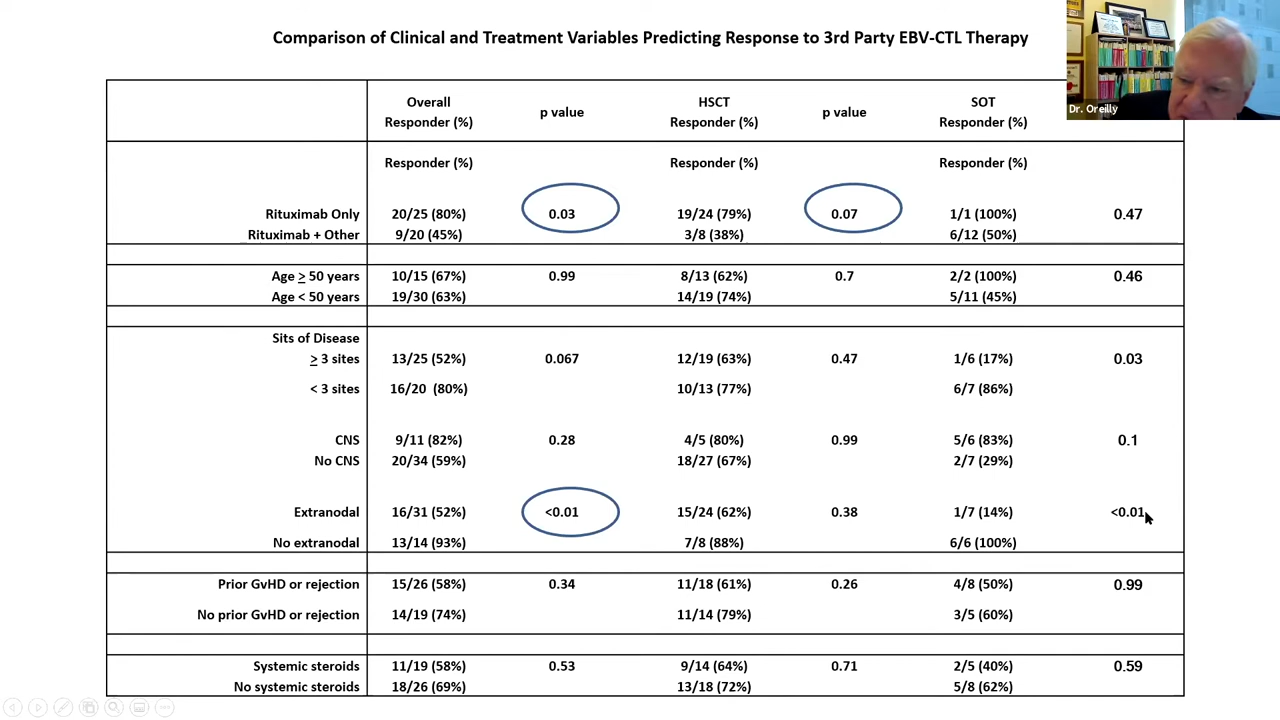 Comparison of Clinical and Treatment Variables Predicting Response to 3rd Party EBV-CTL Therapy
Dr. Oreilly
Overall Responder (%) p value HSCT Responder (%) p value SOT Responder (%)
Responder (%) Responder (%) Responder (%)
Rituximab Only 20/25 (80%) 0.03 19/24 (79%) 0.07 1/1 (100%) 0.47
Rituximab + Other 9/20 (45%) 3/8 (38%) 6/12 (50%)
Age ≥ 50 years 10/15 (67%) 0.99 8/13 (62%) 0.7 2/2 (100%) 0.46
Age < 50 years 19/30 (63%) 14/19 (74%) 5/11 (45%)
Sits of Disease
≥ 3 sites 13/25 (52%) 0.067 12/19 (63%) 0.47 1/6 (17%) 0.03
< 3 sites 16/20 (80%) 10/13 (77%) 6/7 (86%)
CNS 9/11 (82%) 0.28 4/5 (80%) 0.99 5/6 (83%) 0.1
No CNS 20/34 (59%) 18/27 (67%) 2/7 (29%)
Extranodal 16/31 (52%) <0.01 15/24 (62%) 0.38 1/7 (14%) <0.01
No extranodal 13/14 (93%) 7/8 (88%) 6/6 (100%)
Prior GvHD or rejection 15/26 (58%) 0.34 11/18 (61%) 0.26 4/8 (50%) 0.99
No prior GvHD or rejection 14/19 (74%) 11/14 (79%) 3/5 (60%)
Systemic steroids 11/19 (58%) 0.53 9/14 (64%) 0.71 2/5 (40%) 0.59
No systemic steroids 18/26 (69%) 13/18 (72%) 5/8 (62%)